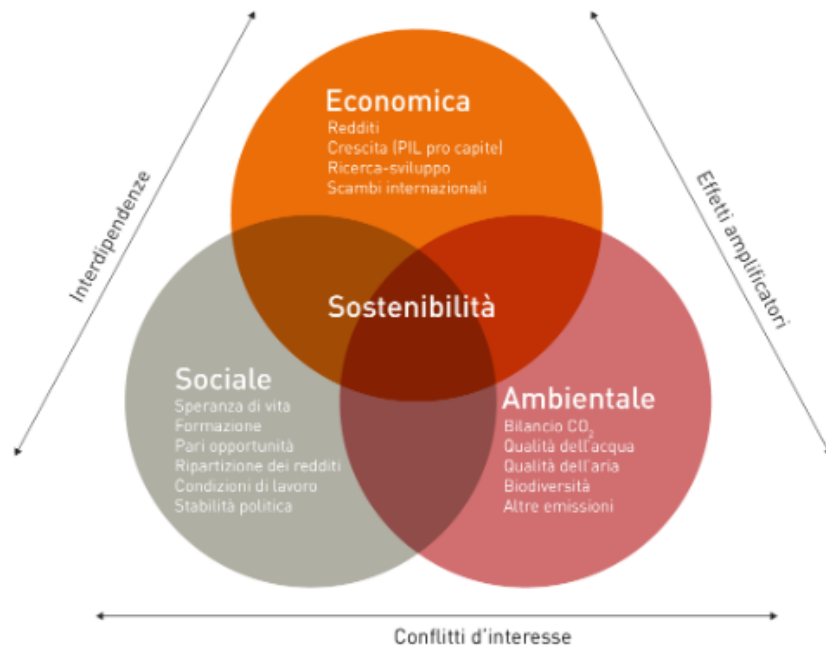 Economica
Redditi
Crescita (PIL pro capite)
Ricerca-sviluppo
Scambi internazionali
Interdipendenze
Effetti amplificatori
Sostenibilità
Sociale
Speranza di vita
Formazione
Pari opportunità
Ripartizione dei redditi
Condizioni di lavoro
Stabilità politica
Ambientale
Bilancio CO₂
Qualità dell'acqua
Qualità dell'aria
Biodiversità
Altre emissioni
Conflitti d'interesse